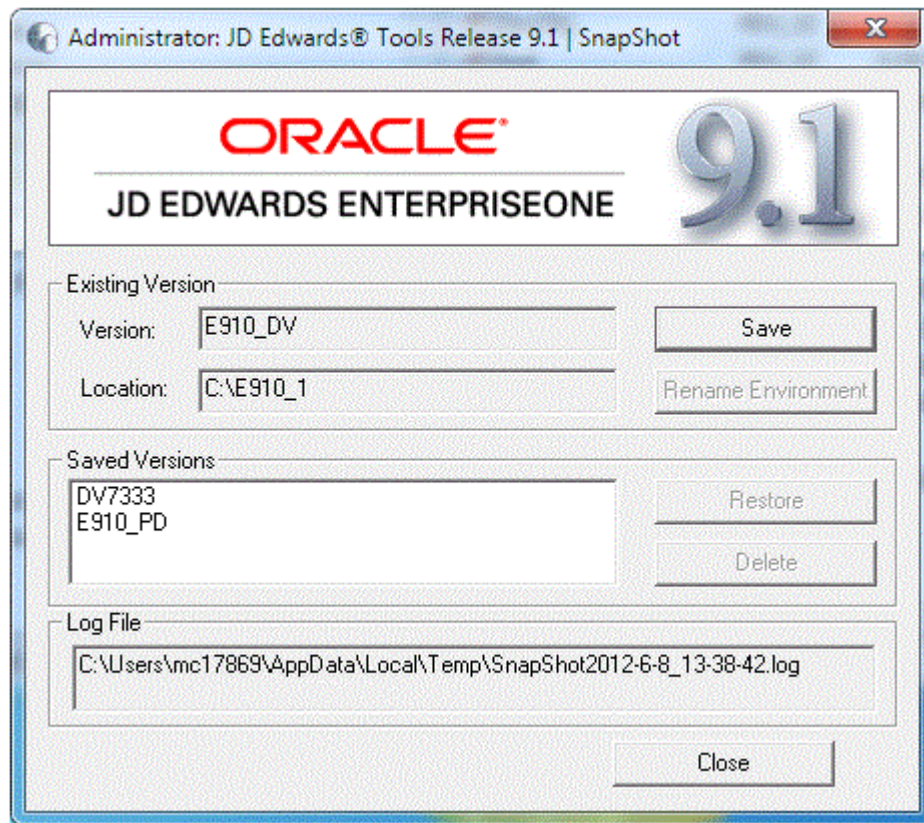 Administrator: JD Edwards® Tools Release 9.1 | SnapShot
ORACLE®
9.1
JD EDWARDS ENTERPRISEONE
Existing Version
Version: E910_DV Save
Location: C:\E910_1 Rename Environment
Saved Versions
DV7333
E910_PD
Restore
Delete
Log File
C:\Users\mc17869\AppData\Local\Temp\SnapShot2012-6-8_13-38-42.log
Close